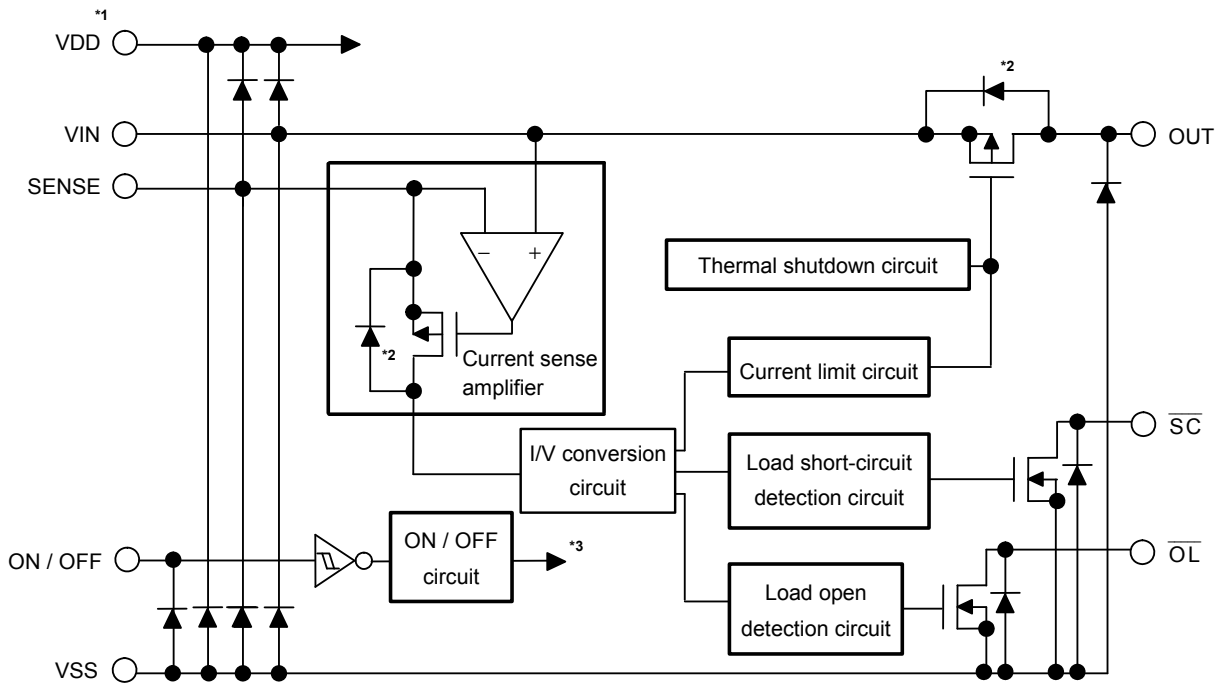 *1
VDD
*2
VIN
OUT
SENSE
−
+
Thermal shutdown circuit
*2
Current sense
amplifier
Current limit circuit
SC
I/V conversion
circuit
Load short-circuit
detection circuit
ON / OFF
ON / OFF
circuit
*3
OL
Load open
detection circuit
VSS